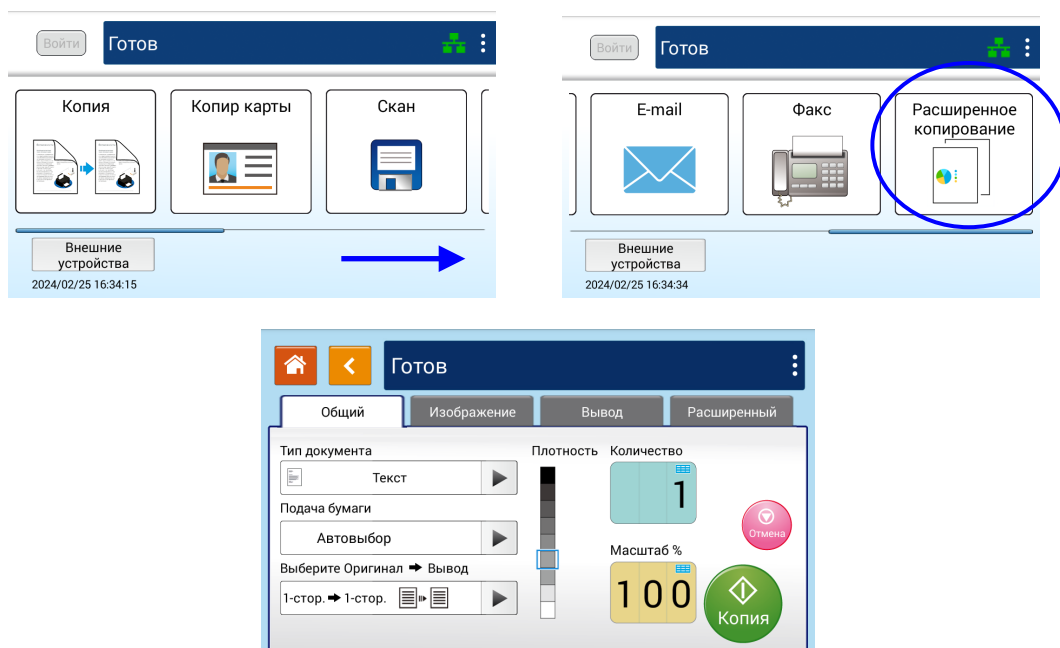 Войти
Готов
Копия
Копир карты
Скан
Внешние
устройства
2024/02/25 16:34:15
Войти
Готов
E-mail
Факс
Расширенное
копирование
Внешние
устройства
2024/02/25 16:34:34
Готов
Общий
Изображение
Вывод
Расширенный
Тип документа
Текст
Подача бумаги
Автовыбор
Выберите Оригинал ➡ Вывод
1-стор. ➡ 1-стор.
Плотность
Количество
1
Масштаб %
100
Отмена
Копия